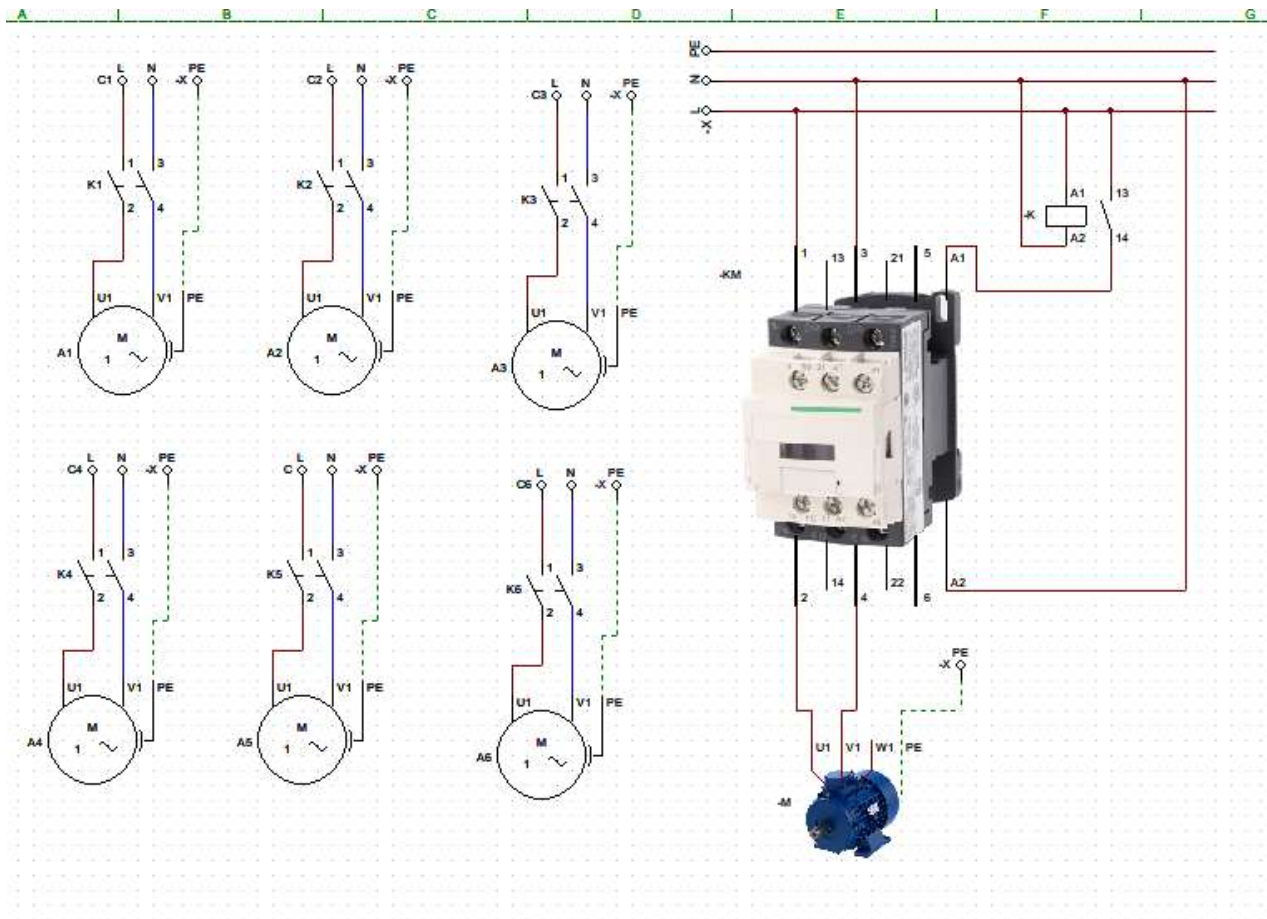 A B C D E F G
L N PE
C1 -X
1 3
K1
2 4
U1 V1 PE
M
A1 1
L N PE
C2 -X
1 3
K2
2 4
U1 V1 PE
M
A2 1
L N PE
C3 -X
1 3
K3
2 4
U1 V1 PE
M
A3 1
PE
N
L
-X
A1 13
-K
A2 14
1 13 3 21 5 A1
-KM
14 22 A2
2 4 6
PE
-X
U1 V1 W1 PE
-M
L N PE
C4 -X
1 3
K4
2 4
U1 V1 PE
M
A4 1
L N PE
C -X
1 3
K5
2 4
U1 V1 PE
M
A5 1
L N PE
C6 -X
1 3
K6
2 4
U1 V1 PE
M
A6 1